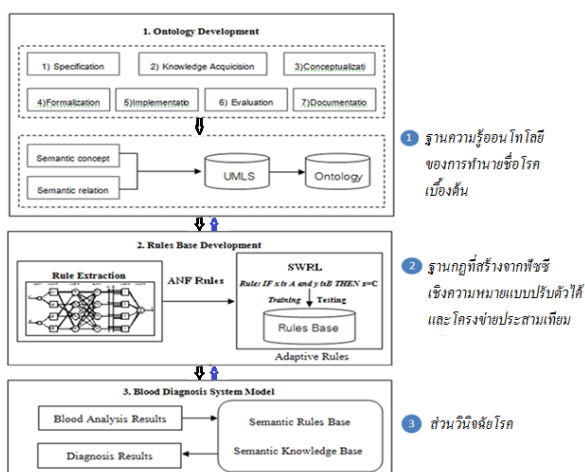 1. Ontology Development
1) Specification
2) Knowledge Acquicision
3)Conceptualizati
4)Formalization
5)Implementatio
6) Evaluation
7)Documentatio
Semantic concept
Semantic relation
UMLS
Ontology
1 ฐานความรู้ออนโทโลยี
ของการทำนายชื่อโรค
เบื้องต้น
2. Rules Base Development
Rule Extraction
ANF Rules
SWRL
Rule: IF x is A and y isB THEN z=C
Training
Testing
Rules Base
Adaptive Rules
2 ฐานกฎที่สร้างจากฟัซซี
เชิงความหมายแบบปรับตัวได้
และโครงข่ายประสาทเทียม
3. Blood Diagnosis System Model
Blood Analysis Results
Diagnosis Results
Semantic Rules Base
Semantic Knowledge Base
3 ส่วนวินิจฉัยโรค